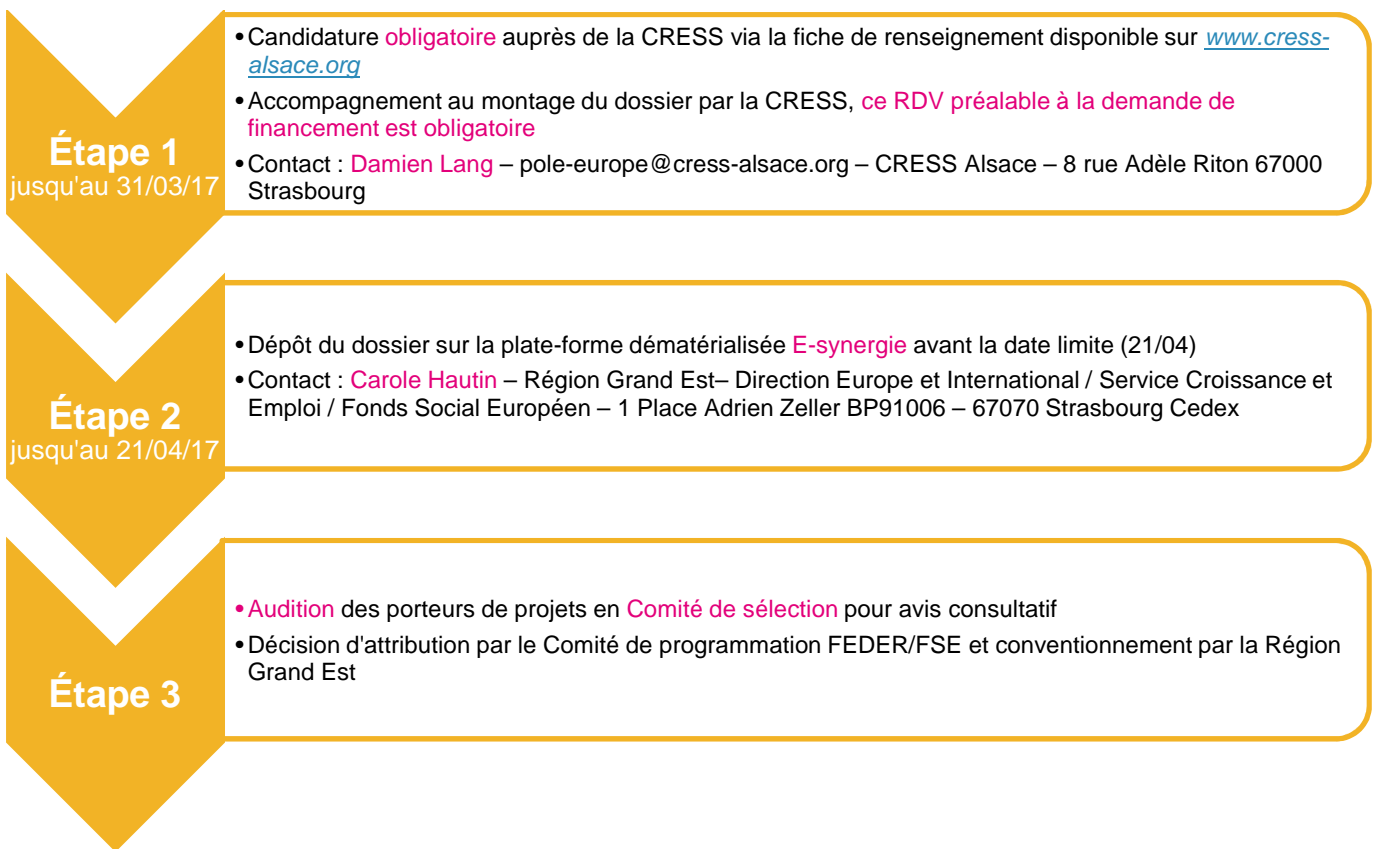 Étape 1
jusqu'au 31/03/17
•Candidature obligatoire auprès de la CRESS via la fiche de renseignement disponible sur www.cress-
alsace.org
•Accompagnement au montage du dossier par la CRESS, ce RDV préalable à la demande de
financement est obligatoire
•Contact : Damien Lang – pole-europe@cress-alsace.org – CRESS Alsace – 8 rue Adèle Riton 67000
Strasbourg
Étape 2
jusqu'au 21/04/17
•Dépôt du dossier sur la plate-forme dématérialisée E-synergie avant la date limite (21/04)
•Contact : Carole Hautin – Région Grand Est– Direction Europe et International / Service Croissance et
Emploi / Fonds Social Européen – 1 Place Adrien Zeller BP91006 – 67070 Strasbourg Cedex
Étape 3
•Audition des porteurs de projets en Comité de sélection pour avis consultatif
•Décision d'attribution par le Comité de programmation FEDER/FSE et conventionnement par la Région
Grand Est